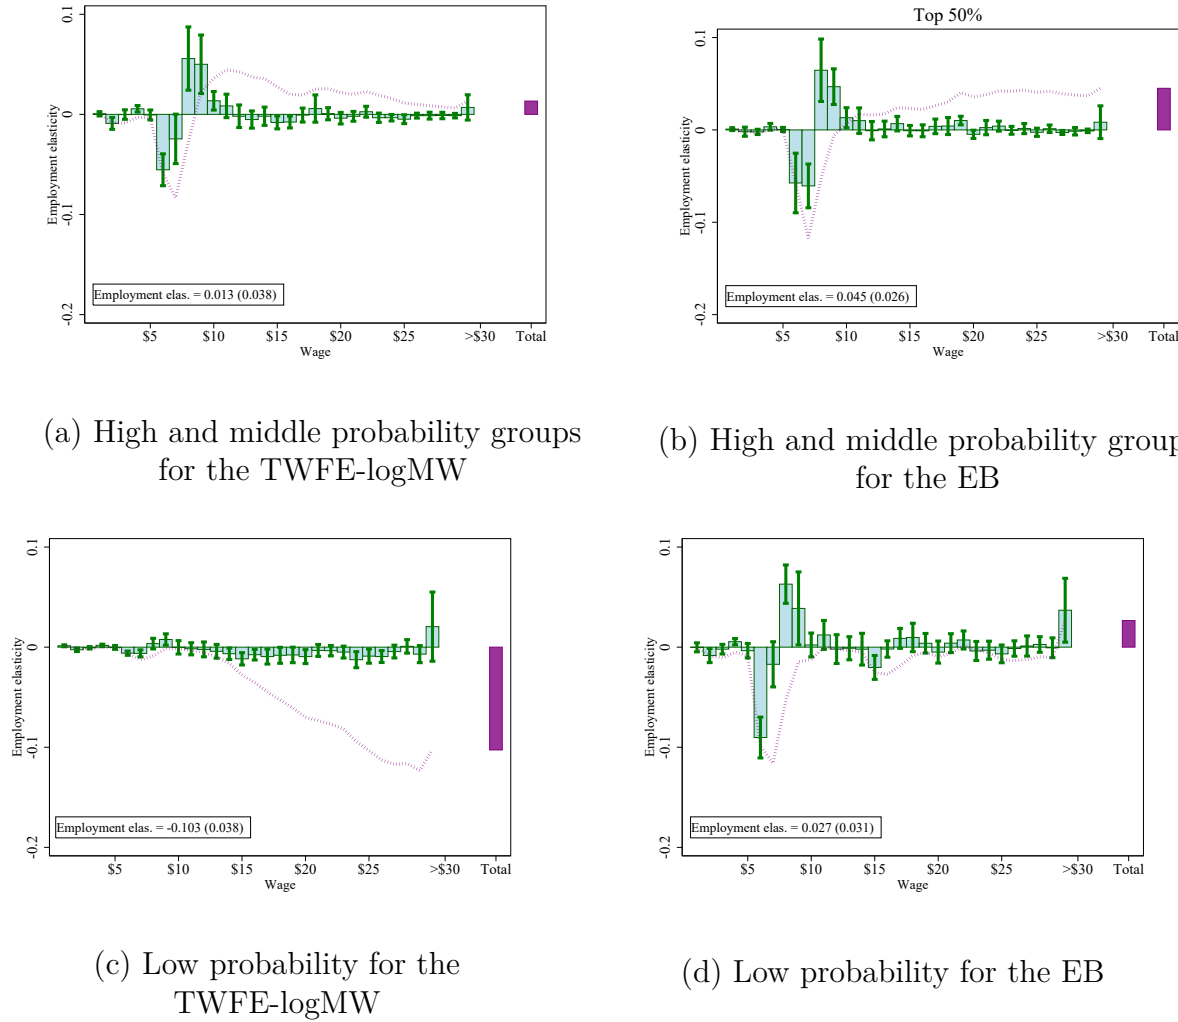 0.1
0
-0.1
-0.2
Employment elasticity
Employment elas. = 0.013 (0.038)
$5 $10 $15 $20 $25 >$30 Total
Wage
Top 50%
0.1
0
-0.1
-0.2
Employment elasticity
Employment elas. = 0.045 (0.026)
$5 $10 $15 $20 $25 >$30 Total
Wage
(a) High and middle probability groups
for the TWFE-logMW
(b) High and middle probability group
for the EB
0.1
0
-0.1
-0.2
Employment elasticity
Employment elas. = -0.103 (0.038)
$5 $10 $15 $20 $25 >$30 Total
Wage
0.1
0
-0.1
-0.2
Employment elasticity
Employment elas. = 0.027 (0.031)
$5 $10 $15 $20 $25 >$30 Total
Wage
(c) Low probability for the
TWFE-logMW
(d) Low probability for the EB